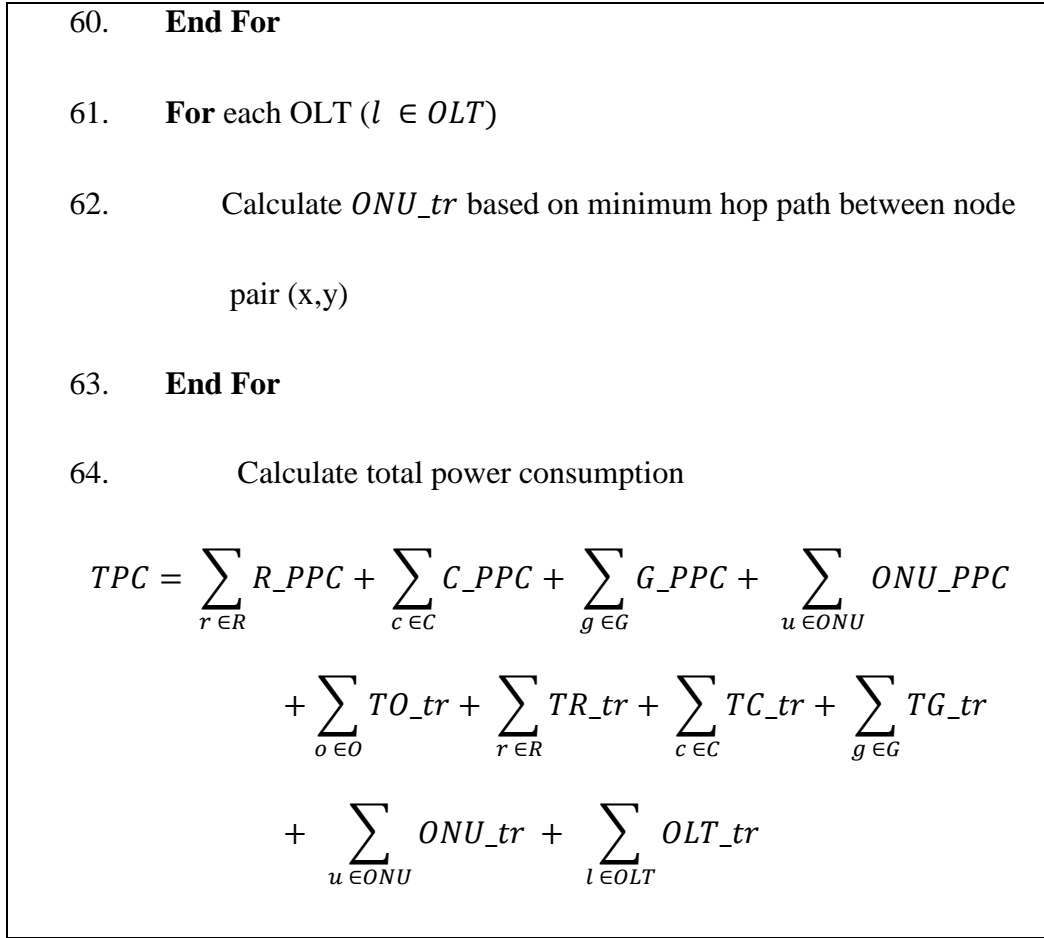 60. End For
61. For each OLT (𝑙 ∈ 𝑂𝐿𝑇)
62. Calculate 𝑂𝑁𝑈_𝑡𝑟 based on minimum hop path between node
pair (x,y)
63. End For
64. Calculate total power consumption
𝑇𝑃𝐶 = ∑_{𝑟 ∈𝑅} 𝑅_𝑃𝑃𝐶 + ∑_{𝑐 ∈𝐶} 𝐶_𝑃𝑃𝐶 + ∑_{𝑔 ∈𝐺} 𝐺_𝑃𝑃𝐶 + ∑_{𝑢 ∈𝑂𝑁𝑈} 𝑂𝑁𝑈_𝑃𝑃𝐶
+ ∑_{𝑜 ∈𝑂} 𝑇𝑂_𝑡𝑟 + ∑_{𝑟 ∈𝑅} 𝑇𝑅_𝑡𝑟 + ∑_{𝑐 ∈𝐶} 𝑇𝐶_𝑡𝑟 + ∑_{𝑔 ∈𝐺} 𝑇𝐺_𝑡𝑟
+ ∑_{𝑢 ∈𝑂𝑁𝑈} 𝑂𝑁𝑈_𝑡𝑟 + ∑_{𝑙 ∈𝑂𝐿𝑇} 𝑂𝐿𝑇_𝑡𝑟